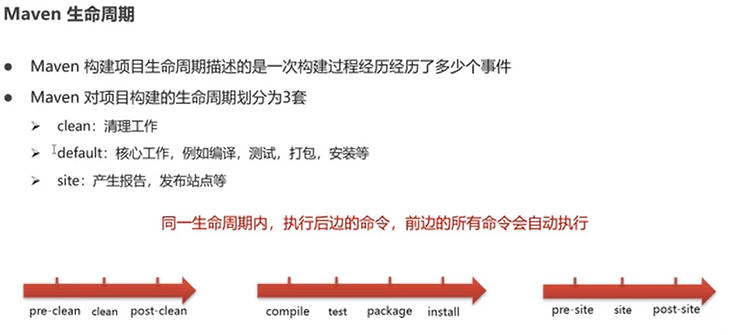 Maven 生命周期
Maven 构建项目生命周期描述的是一次构建过程经历经历了多少个事件
Maven 对项目构建的生命周期划分为3套
clean：清理工作
default：核心工作，例如编译，测试，打包，安装等
site：产生报告，发布站点等
同一生命周期内，执行后边的命令，前边的所有命令会自动执行
pre-clean clean post-clean
compile test package install
pre-site site post-site